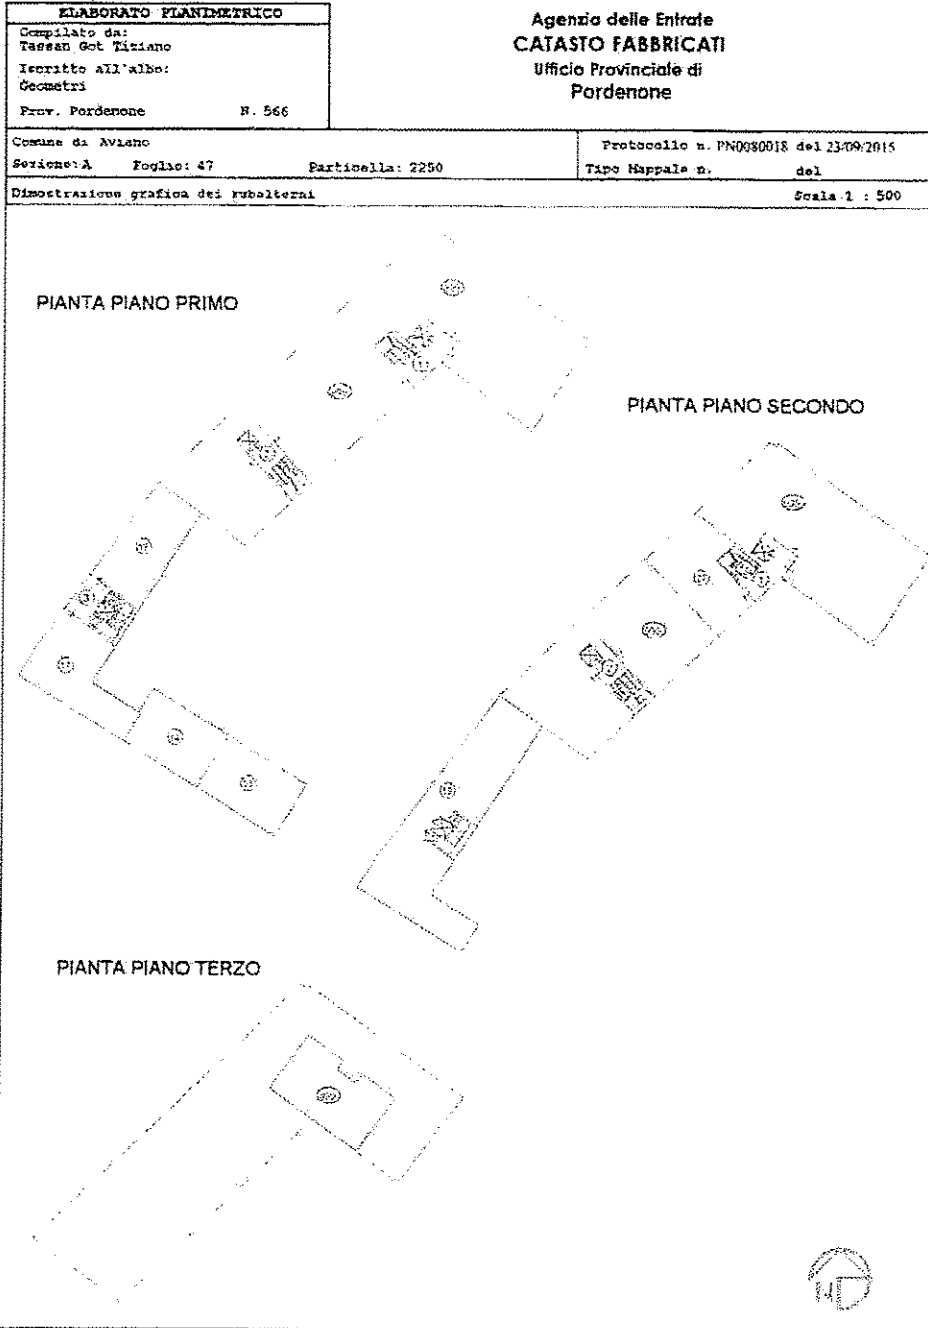 ELABORATO PLANIMETRICO
Compilato da:
Tassan Got Tiziano
Iscritto all'albo:
Geometri
Prov. Pordenone N. 566
Agenzia delle Entrate
CATASTO FABBRICATI
Ufficio Provinciale di
Pordenone
Comune di Aviano
Sezione: A Foglio: 47 Particella: 2250
Protocollo n. PN0080018 del 23/09/2015
Tipo Mappale n. del
Dimostrazione grafica dei subalterni
Scala 1 : 500
PIANTA PIANO PRIMO
PIANTA PIANO SECONDO
PIANTA PIANO TERZO